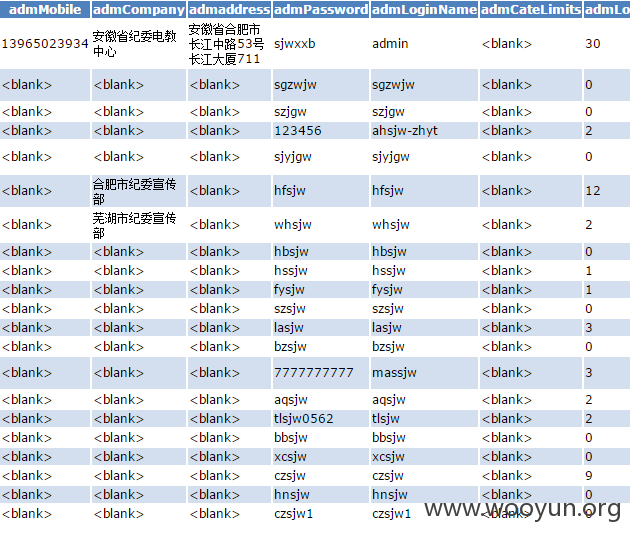 admMobile admCompany admaddress admPassword admLoginName admCateLimits admLo
13965023934 安徽省纪委电教 安徽省合肥市 sjwxxb admin <blank> 30
中心 长江中路53号
长江大厦711
<blank> <blank> <blank> sgzwjw sgzwjw <blank> 0
<blank> <blank> <blank> szjgw szjgw <blank> 0
<blank> <blank> <blank> 123456 ahsjw-zhyt <blank> 2
<blank> <blank> <blank> sjyjgw sjyjgw <blank> 0
<blank> 合肥市纪委宣传 <blank> hfsjw hfsjw <blank> 12
部
<blank> 芜湖市纪委宣传 <blank> whsjw whsjw <blank> 2
部
<blank> <blank> <blank> hbsjw hbsjw <blank> 0
<blank> <blank> <blank> hssjw hssjw <blank> 1
<blank> <blank> <blank> fysjw fysjw <blank> 1
<blank> <blank> <blank> szsjw szsjw <blank> 0
<blank> <blank> <blank> lasjw lasjw <blank> 3
<blank> <blank> <blank> bzsjw bzsjw <blank> 0
<blank> <blank> <blank> 7777777777 massjw <blank> 3
<blank> <blank> <blank> aqsjw aqsjw <blank> 2
<blank> <blank> <blank> tlsjw0562 tlsjw <blank> 2
<blank> <blank> <blank> bbsjw bbsjw <blank> 0
<blank> <blank> <blank> xcsjw xcsjw <blank> 0
<blank> <blank> <blank> czsjw czsjw <blank> 9
<blank> <blank> <blank> hnsjw hnsjw <blank> 0
<blank> <blank> <blank> czsjw1 czsjw1 <blank> 0
www.wooyun.org